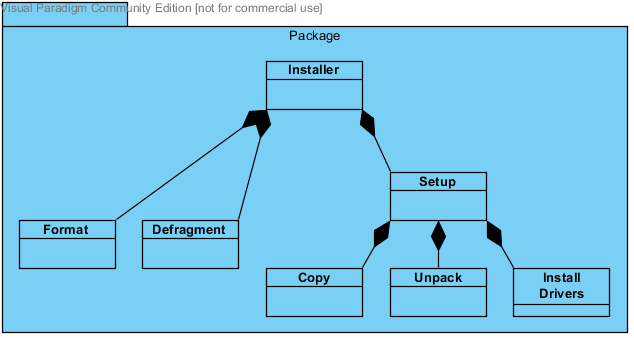 Visual Paradigm Community Edition [not for commercial use]
Package
Installer
Setup
Format
Defragment
Copy
Unpack
Install
Drivers